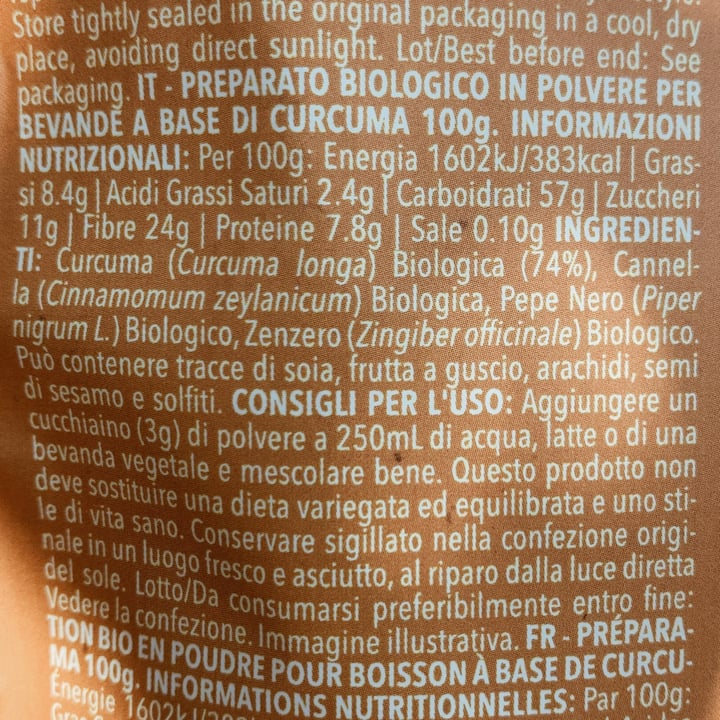 Store tightly sealed in the original packaging in a cool, dry
place, avoiding direct sunlight. Lot/Best before end: See
packaging. IT - PREPARATO BIOLOGICO IN POLVERE PER
BEVANDE A BASE DI CURCUMA 100g. INFORMAZIONI
NUTRIZIONALI: Per 100g: Energia 1602kJ/383kcal | Gras-
si 8.4g | Acidi Grassi Saturi 2.4g | Carboidrati 57g | Zuccheri
11g | Fibre 24g | Proteine 7.8g | Sale 0.10g INGREDIEN-
TI: Curcuma (Curcuma longa) Biologica (74%), Cannel-
la (Cinnamomum zeylanicum) Biologica, Pepe Nero (Piper
nigrum L.) Biologico, Zenzero (Zingiber officinale) Biologico.
Può contenere tracce di soia, frutta a guscio, arachidi, semi
di sesamo e solfiti. CONSIGLI PER L'USO: Aggiungere un
cucchiaino (3g) di polvere a 250mL di acqua, latte o di una
bevanda vegetale e mescolare bene. Questo prodotto non
deve sostituire una dieta variegata ed equilibrata e uno sti-
le di vita sano. Conservare sigillato nella confezione origi-
nale in un luogo fresco e asciutto, al riparo dalla luce diretta
del sole. Lotto/Da consumarsi preferibilmente entro fine:
Vedere la confezione. Immagine illustrativa. FR - PRÉPARA-
TION BIO EN POUDRE POUR BOISSON À BASE DE CURCU-
MA 100g. INFORMATIONS NUTRITIONNELLES: Par 100g:
Énergie